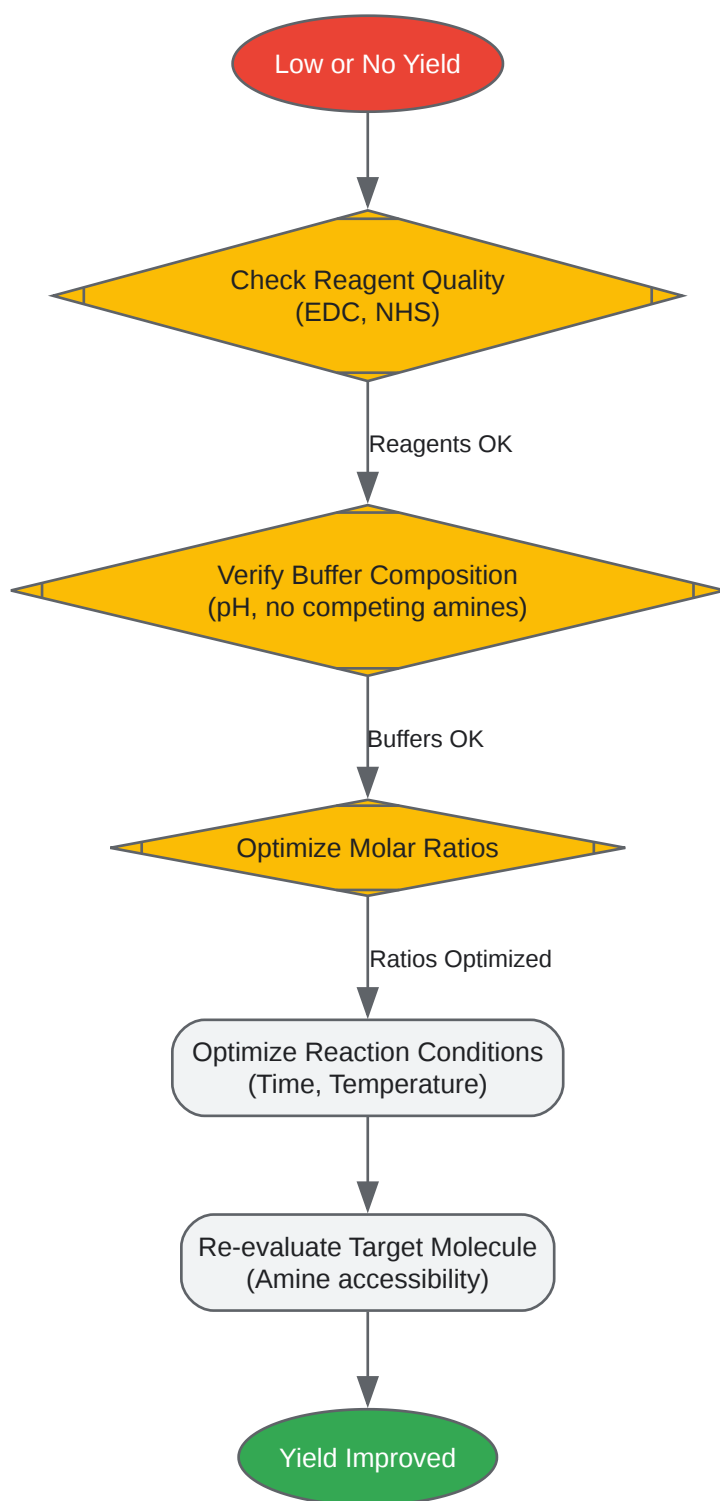 Low or No Yield
Check Reagent Quality
(EDC, NHS)
Reagents OK
Verify Buffer Composition
(pH, no competing amines)
Buffers OK
Optimize Molar Ratios
Ratios Optimized
Optimize Reaction Conditions
(Time, Temperature)
Re-evaluate Target Molecule
(Amine accessibility)
Yield Improved